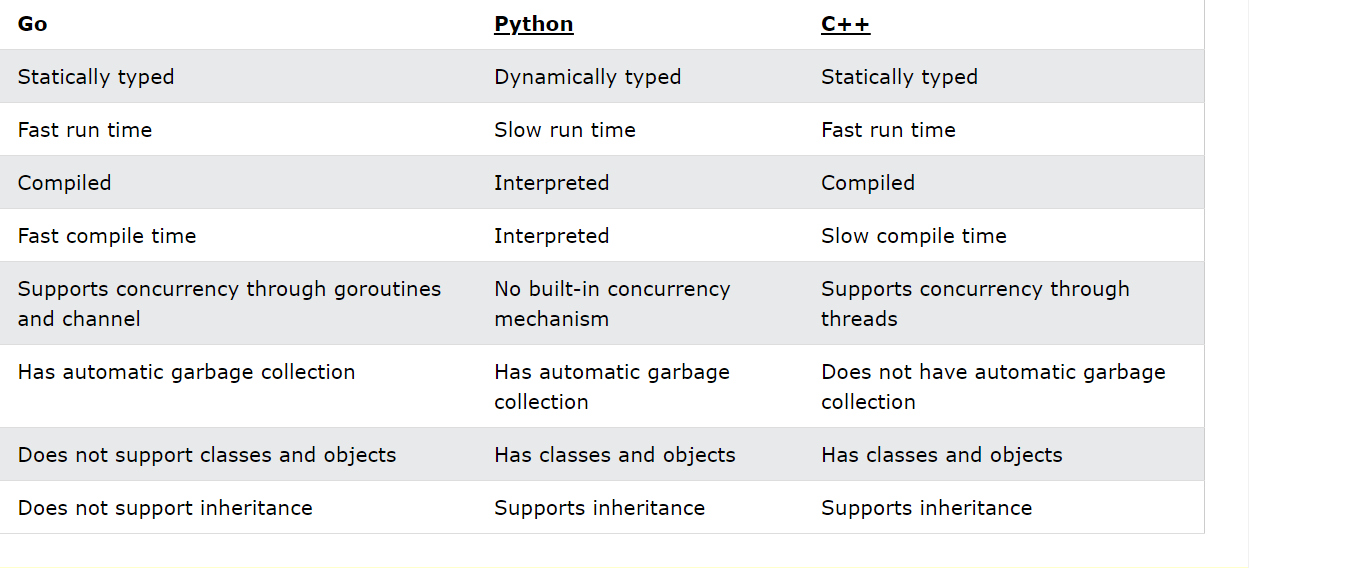 Go Python C++
Statically typed Dynamically typed Statically typed
Fast run time Slow run time Fast run time
Compiled Interpreted Compiled
Fast compile time Interpreted Slow compile time
Supports concurrency through goroutines No built-in concurrency Supports concurrency through
and channel mechanism threads
Has automatic garbage collection Has automatic garbage Does not have automatic garbage
collection collection
Does not support classes and objects Has classes and objects Has classes and objects
Does not support inheritance Supports inheritance Supports inheritance